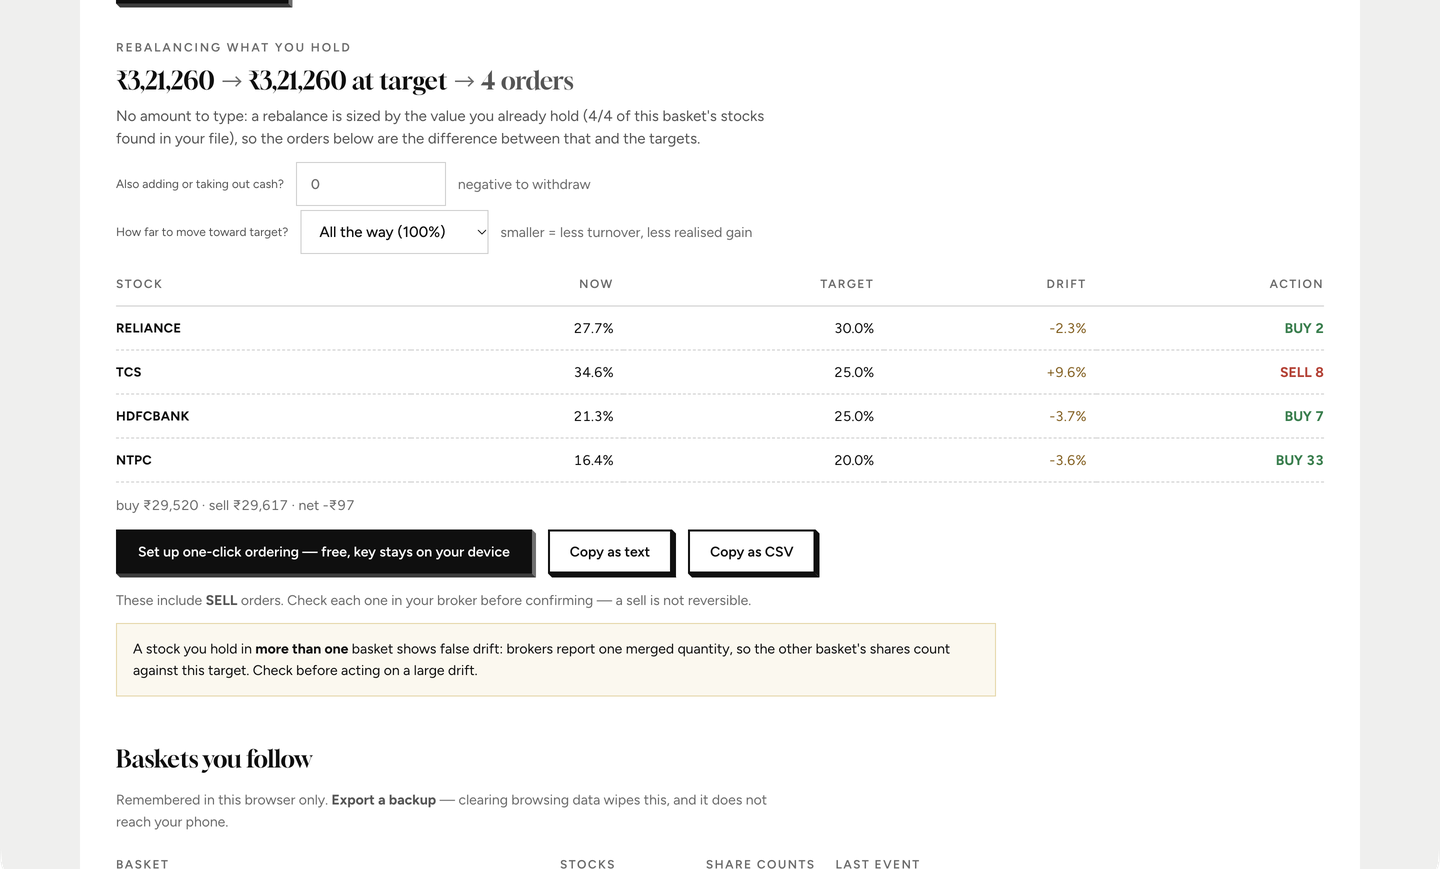 REBALANCING WHAT YOU HOLD
₹3,21,260 → ₹3,21,260 at target → 4 orders
No amount to type: a rebalance is sized by the value you already hold (4/4 of this basket's stocks
found in your file), so the orders below are the difference between that and the targets.
Also adding or taking out cash? 0 negative to withdraw
How far to move toward target? All the way (100%) smaller = less turnover, less realised gain
STOCK NOW TARGET DRIFT ACTION
RELIANCE 27.7% 30.0% -2.3% BUY 2
TCS 34.6% 25.0% +9.6% SELL 8
HDFCBANK 21.3% 25.0% -3.7% BUY 7
NTPC 16.4% 20.0% -3.6% BUY 33
buy ₹29,520 · sell ₹29,617 · net -₹97
Set up one-click ordering — free, key stays on your device Copy as text Copy as CSV
These include SELL orders. Check each one in your broker before confirming — a sell is not reversible.
A stock you hold in more than one basket shows false drift: brokers report one merged quantity, so the other basket's shares count
against this target. Check before acting on a large drift.
Baskets you follow
Remembered in this browser only. Export a backup — clearing browsing data wipes this, and it does not
reach your phone.
BASKET STOCKS SHARE COUNTS LAST EVENT